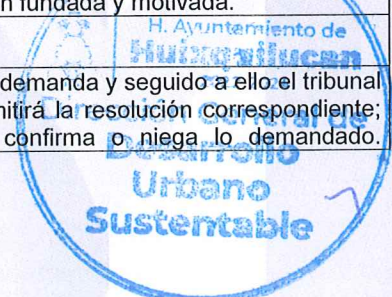 n fundada y motivada.
H. Ayuntamiento de
Huixquilucan
demanda y seguido a ello el tribunal
mitirá la resolución correspondiente;
Dirección General de
confirma o niega lo demandado.
Desarrollo
Urbano
Sustentable